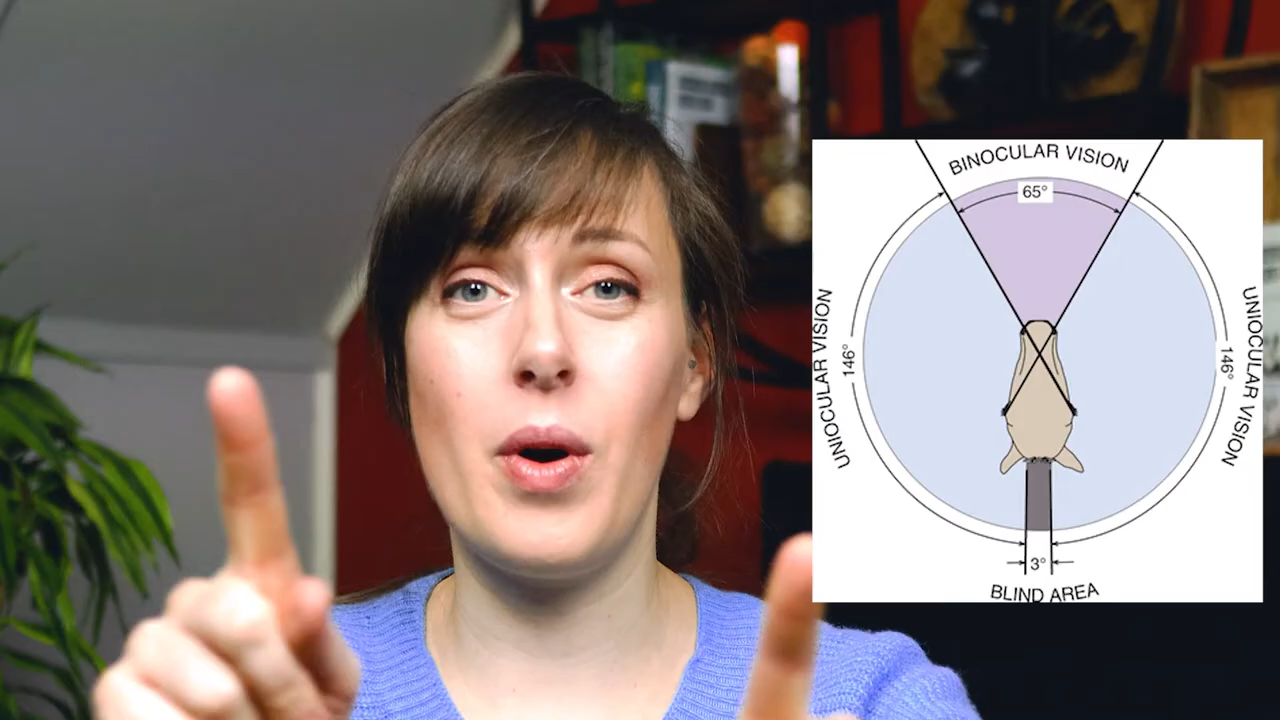 BINOCULAR VISION
65°
UNIOCULAR VISION
146°
146°
UNIOCULAR VISION
3°
BLIND AREA